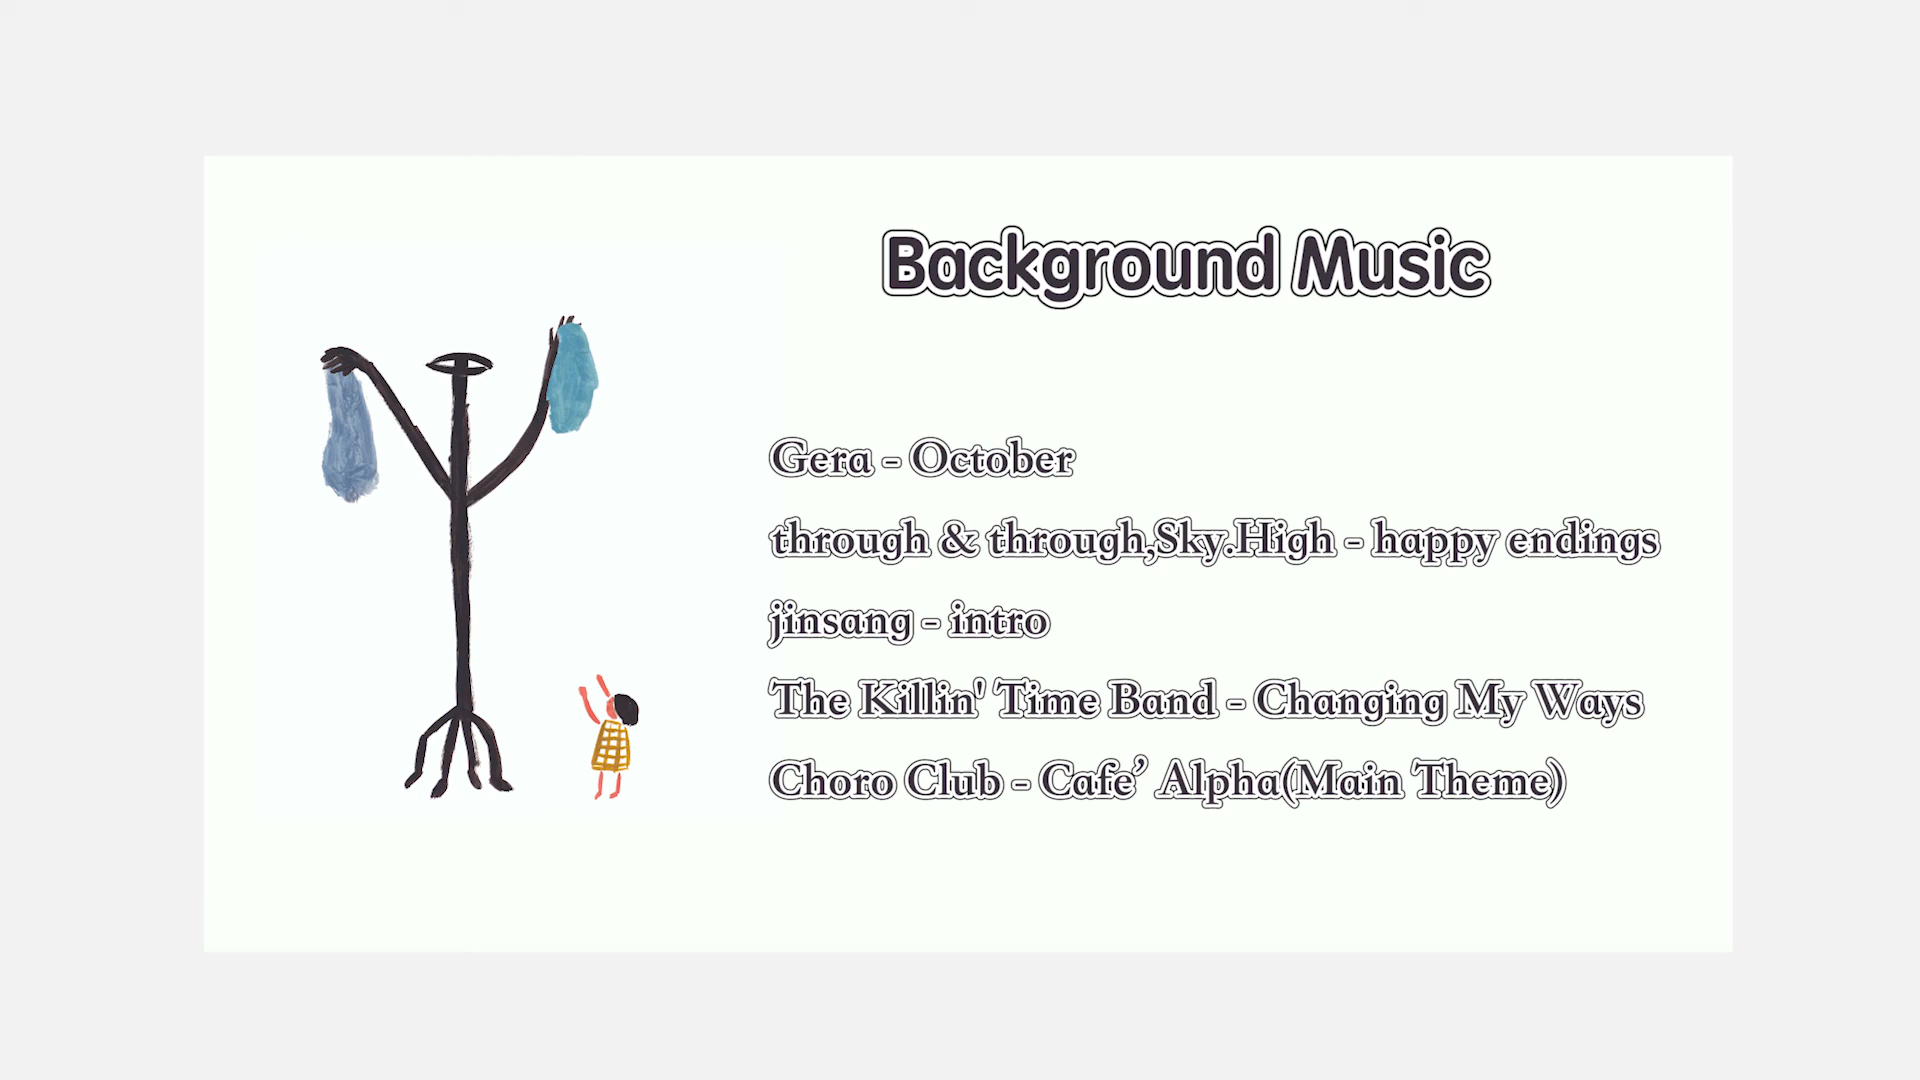 Background Music
Gera - October
through & through,Sky.High - happy endings
jinsang - intro
The Killin' Time Band - Changing My Ways
Choro Club - Cafe’ Alpha(Main Theme)